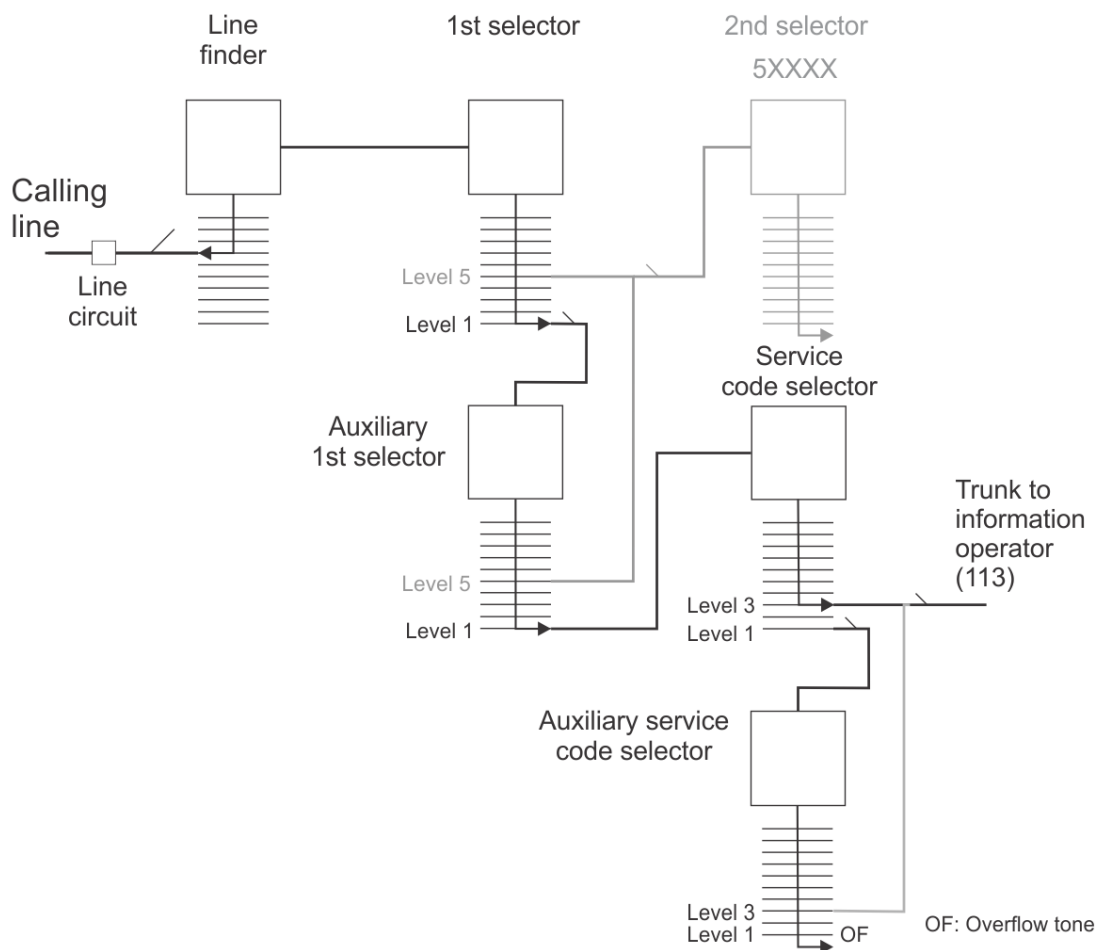 Line
finder
1st selector
2nd selector
5XXXX
Calling
line
Line
circuit
Level 5
Level 1
Auxiliary
1st selector
Service
code selector
Level 5
Level 1
Level 3
Level 1
Trunk to
information
operator
(113)
Auxiliary service
code selector
Level 3
Level 1
OF
OF: Overflow tone